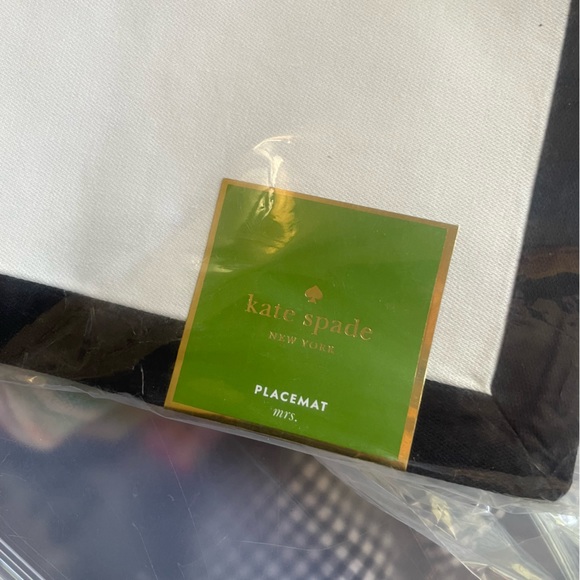 kate spade
NEW YORK
PLACEMAT
mrs.